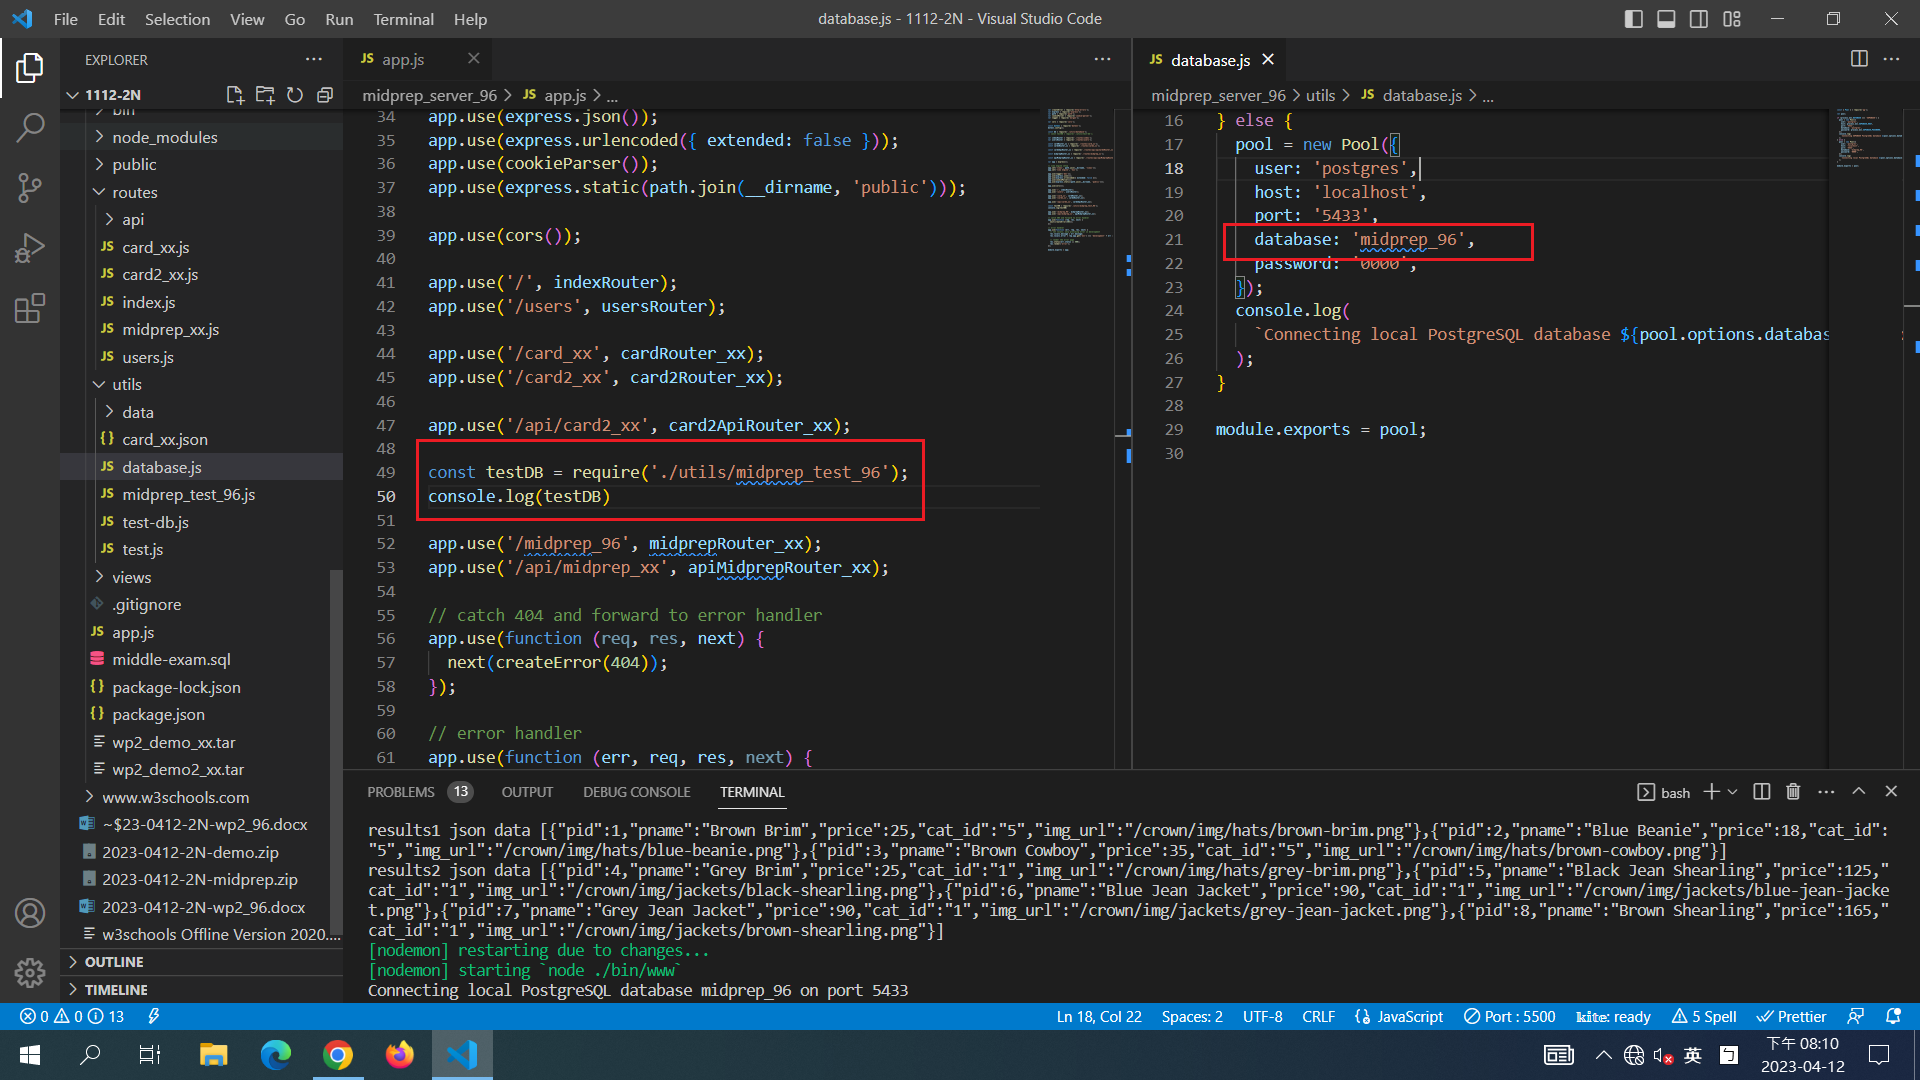 File Edit Selection View Go Run Terminal Help
database.js - 1112-2N - Visual Studio Code
EXPLORER
1112-2N
bin
node_modules
public
routes
api
JS card_xx.js
JS card2_xx.js
JS index.js
JS midprep_xx.js
JS users.js
utils
data
{} card_xx.json
JS database.js
JS midprep_test_96.js
JS test-db.js
JS test.js
views
.gitignore
JS app.js
middle-exam.sql
{} package-lock.json
{} package.json
wp2_demo_xx.tar
wp2_demo2_xx.tar
www.w3schools.com
~$23-0412-2N-wp2_96.docx
2023-0412-2N-demo.zip
2023-0412-2N-midprep.zip
2023-0412-2N-wp2_96.docx
w3schools Offline Version 2020....
OUTLINE
TIMELINE
JS app.js
midprep_server_96 > JS app.js > ...
34 app.use(express.json());
35 app.use(express.urlencoded({ extended: false }));
36 app.use(cookieParser());
37 app.use(express.static(path.join(__dirname, 'public')));
38
39 app.use(cors());
40
41 app.use('/', indexRouter);
42 app.use('/users', usersRouter);
43
44 app.use('/card_xx', cardRouter_xx);
45 app.use('/card2_xx', card2Router_xx);
46
47 app.use('/api/card2_xx', card2ApiRouter_xx);
48
49 const testDB = require('./utils/midprep_test_96');
50 console.log(testDB)
51
52 app.use('/midprep_96', midprepRouter_xx);
53 app.use('/api/midprep_xx', apiMidprepRouter_xx);
54
55 // catch 404 and forward to error handler
56 app.use(function (req, res, next) {
57 next(createError(404));
58 });
59
60 // error handler
61 app.use(function (err, req, res, next) {
JS database.js
midprep_server_96 > utils > JS database.js > ...
16 } else {
17 pool = new Pool({
18 user: 'postgres',
19 host: 'localhost',
20 port: '5433',
21 database: 'midprep_96',
22 password: '0000',
23 });
24 console.log(
25 `Connecting local PostgreSQL database ${pool.options.databas
26 );
27 }
28
29 module.exports = pool;
30
PROBLEMS 13 OUTPUT DEBUG CONSOLE TERMINAL
bash
results1 json data [{"pid":1,"pname":"Brown Brim","price":25,"cat_id":"5","img_url":"/crown/img/hats/brown-brim.png"},{"pid":2,"pname":"Blue Beanie","price":18,"cat_id":
"5","img_url":"/crown/img/hats/blue-beanie.png"},{"pid":3,"pname":"Brown Cowboy","price":35,"cat_id":"5","img_url":"/crown/img/hats/brown-cowboy.png"}]
results2 json data [{"pid":4,"pname":"Grey Brim","price":25,"cat_id":"1","img_url":"/crown/img/hats/grey-brim.png"},{"pid":5,"pname":"Black Jean Shearling","price":125,"
cat_id":"1","img_url":"/crown/img/jackets/black-shearling.png"},{"pid":6,"pname":"Blue Jean Jacket","price":90,"cat_id":"1","img_url":"/crown/img/jackets/blue-jean-jacke
t.png"},{"pid":7,"pname":"Grey Jean Jacket","price":90,"cat_id":"1","img_url":"/crown/img/jackets/grey-jean-jacket.png"},{"pid":8,"pname":"Brown Shearling","price":165,"
cat_id":"1","img_url":"/crown/img/jackets/brown-shearling.png"}]
[nodemon] restarting due to changes...
[nodemon] starting `node ./bin/www`
Connecting local PostgreSQL database midprep_96 on port 5433
0 0 13
Ln 18, Col 22 Spaces: 2 UTF-8 CRLF JavaScript Port : 5500 kite: ready 5 Spell Prettier
英 ㄅ
下午 08:10
2023-04-12